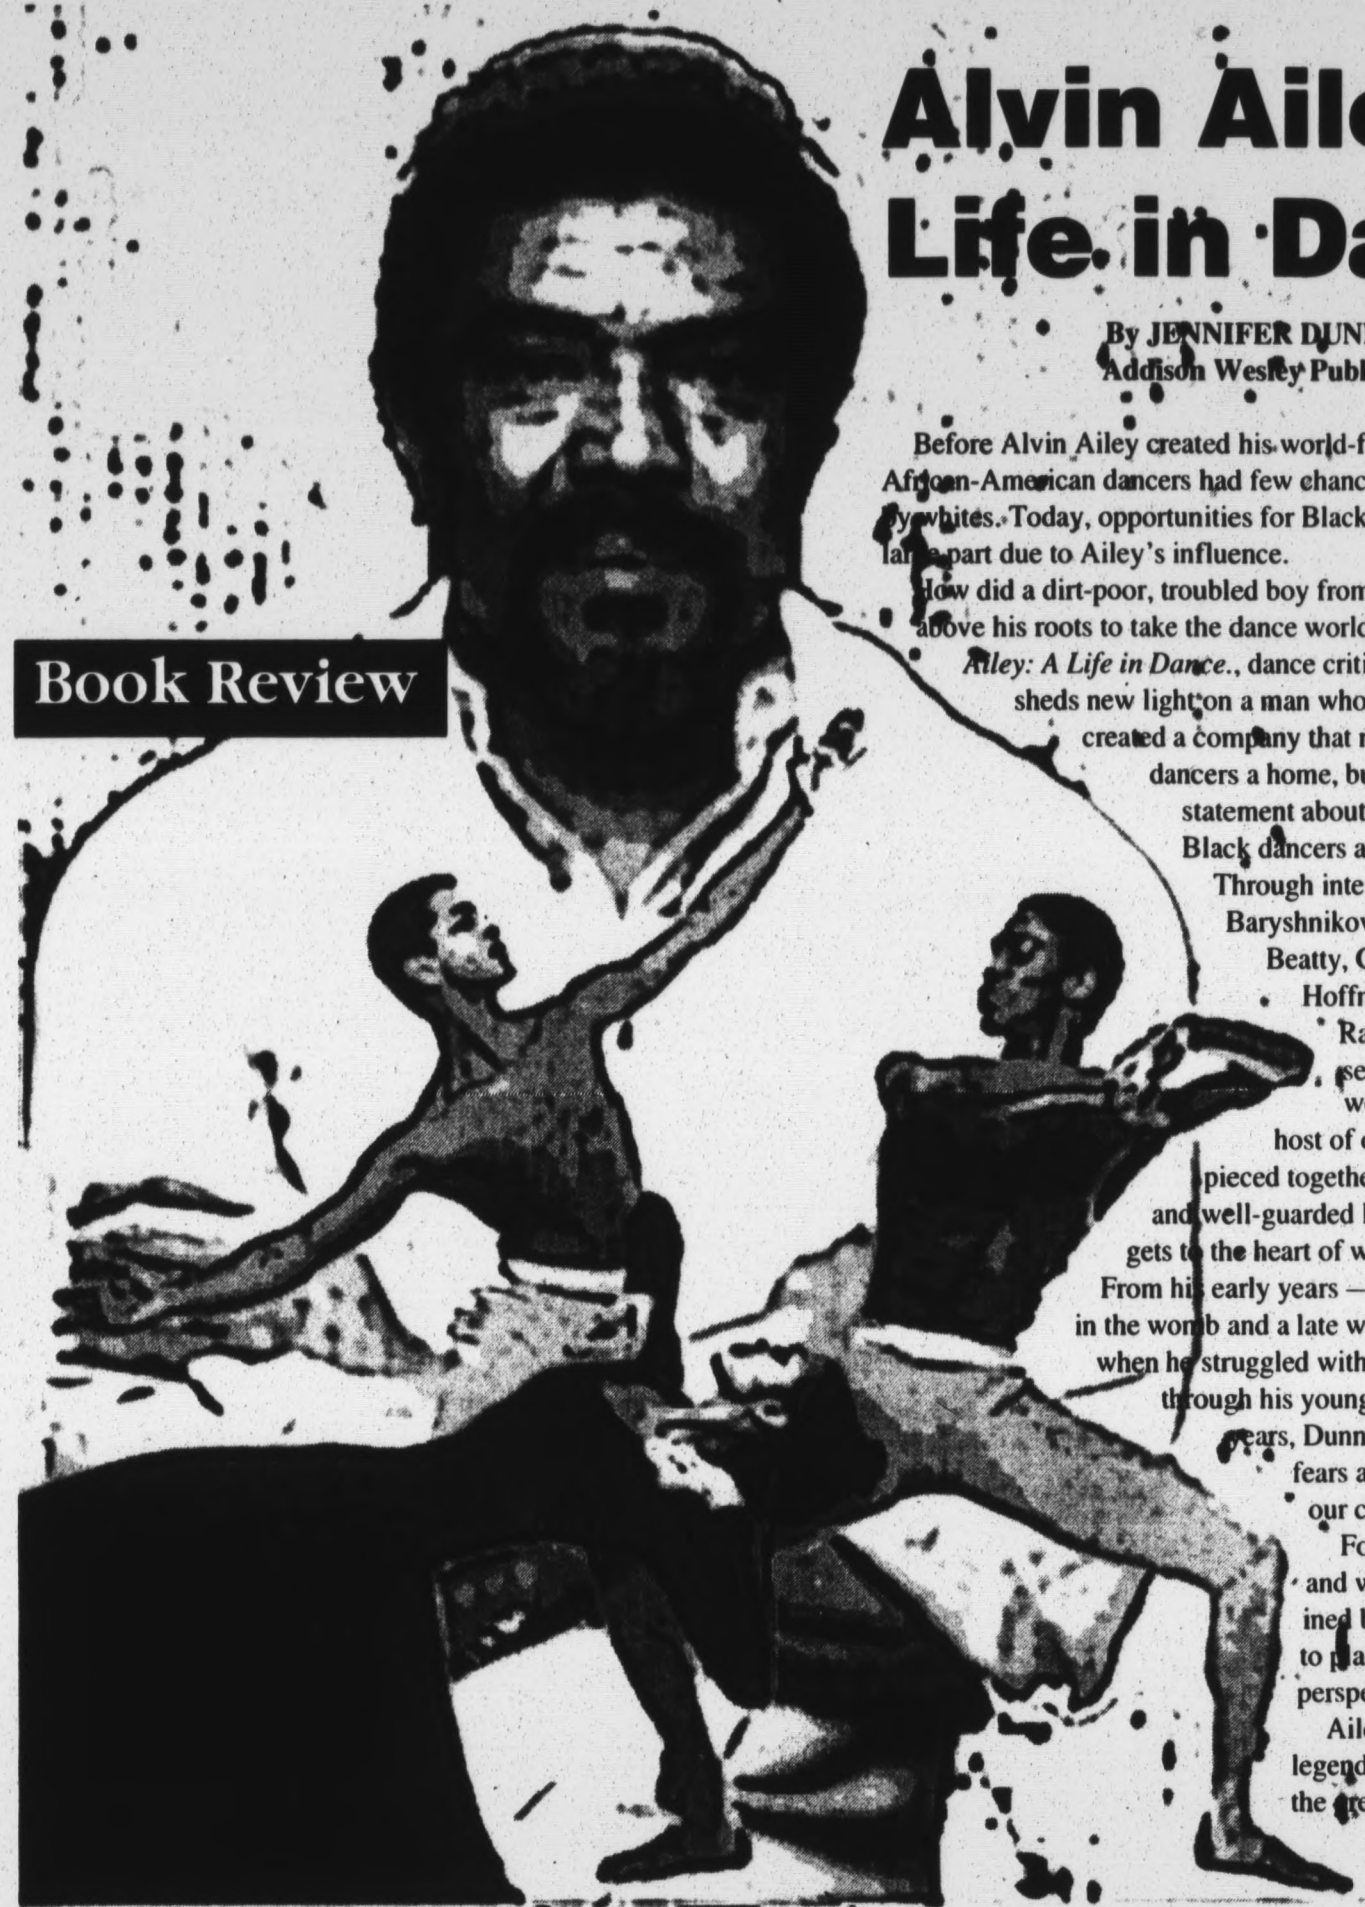 Alvin Aile
Life in Da
By JENNIFER DUN
Addison Wesley Publ
Before Alvin Ailey created his world-f
African-American dancers had few chanc
by whites. Today, opportunities for Black
large part due to Ailey's influence.
How did a dirt-poor, troubled boy from
above his roots to take the dance world
Ailey: A Life in Dance., dance criti
sheds new light on a man who
created a company that
dancers a home, bu
statement about
Black dancers a
Through inte
Baryshnikov
Beatty,
Hoffr
Ra
se
we
host of
pieced togethe
and well-guarded
gets to the heart of w
From his early years —
in the womb and a late w
when he struggled with
through his young
years, Dunn
fears a
our c
Fo
and w
ined
to pla
perspe
Aile
legend
the gre
Book Review